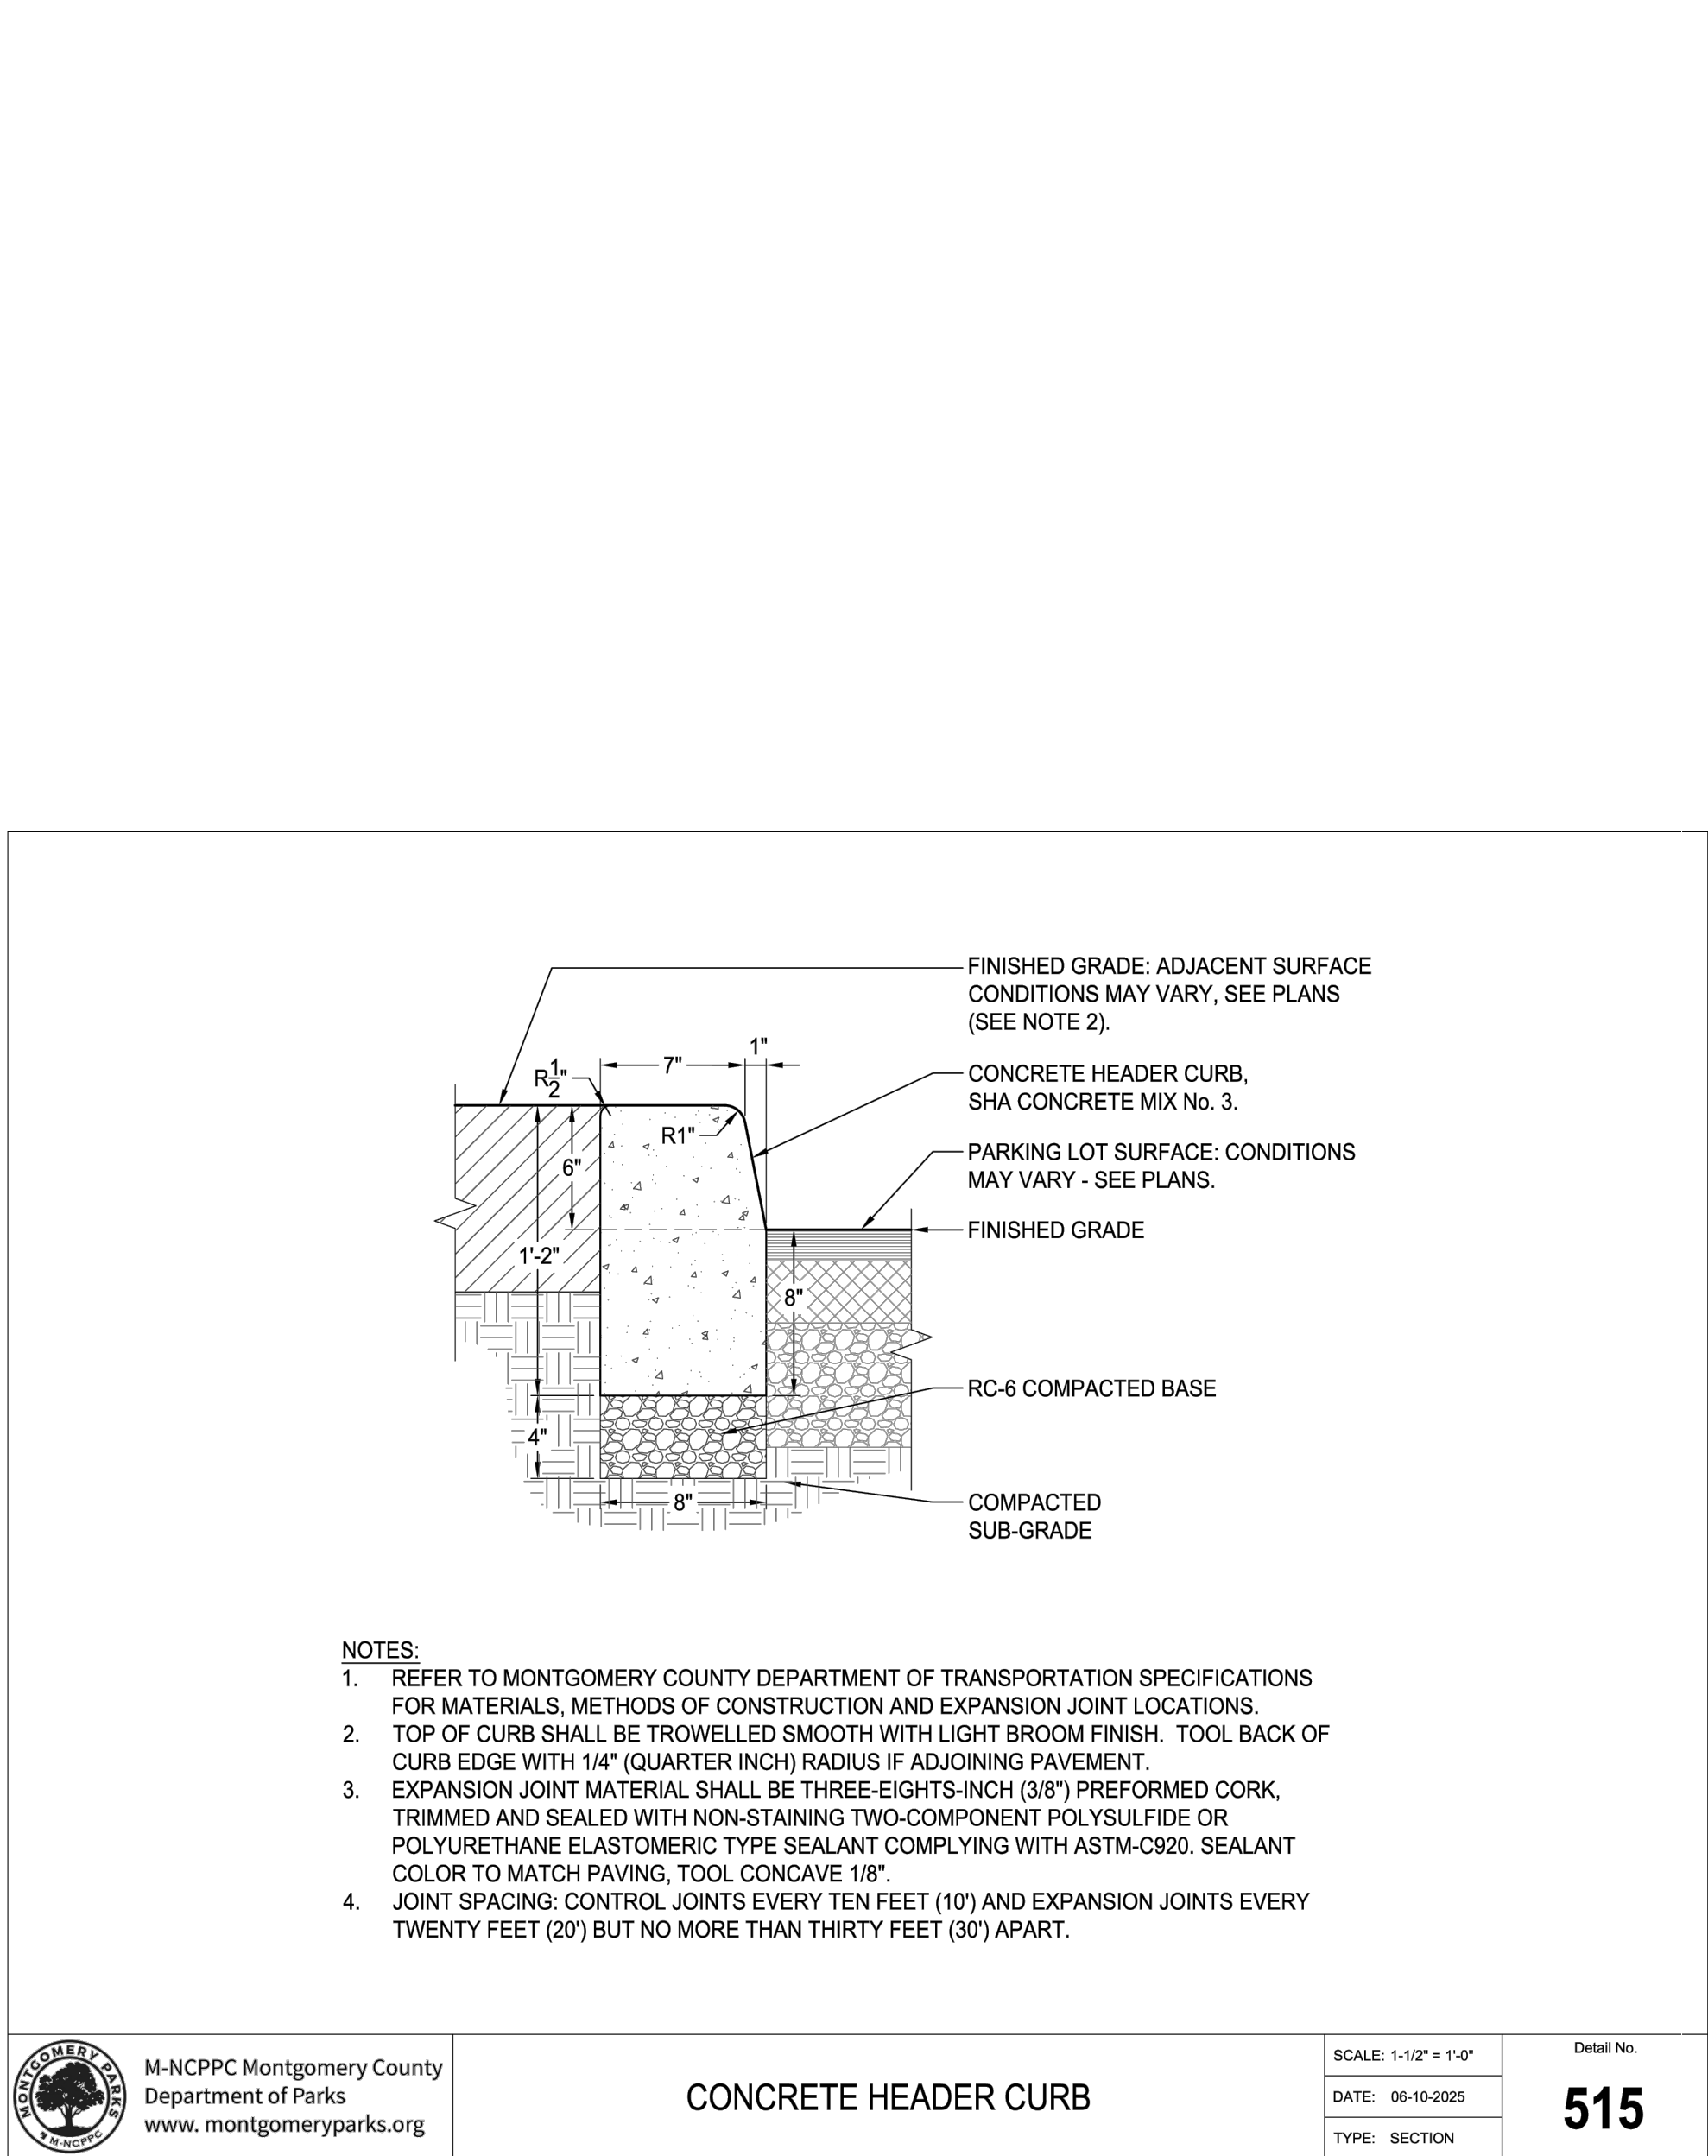 FINISHED GRADE: ADJACENT SURFACE
CONDITIONS MAY VARY, SEE PLANS
(SEE NOTE 2).
1"
7"
R1/2"
CONCRETE HEADER CURB,
SHA CONCRETE MIX No. 3.
R1"
PARKING LOT SURFACE: CONDITIONS
MAY VARY - SEE PLANS.
6"
FINISHED GRADE
1'-2"
8"
RC-6 COMPACTED BASE
4"
8"
COMPACTED
SUB-GRADE
NOTES:
1. REFER TO MONTGOMERY COUNTY DEPARTMENT OF TRANSPORTATION SPECIFICATIONS
FOR MATERIALS, METHODS OF CONSTRUCTION AND EXPANSION JOINT LOCATIONS.
2. TOP OF CURB SHALL BE TROWELLED SMOOTH WITH LIGHT BROOM FINISH. TOOL BACK OF
CURB EDGE WITH 1/4" (QUARTER INCH) RADIUS IF ADJOINING PAVEMENT.
3. EXPANSION JOINT MATERIAL SHALL BE THREE-EIGHTS-INCH (3/8") PREFORMED CORK,
TRIMMED AND SEALED WITH NON-STAINING TWO-COMPONENT POLYSULFIDE OR
POLYURETHANE ELASTOMERIC TYPE SEALANT COMPLYING WITH ASTM-C920. SEALANT
COLOR TO MATCH PAVING, TOOL CONCAVE 1/8".
4. JOINT SPACING: CONTROL JOINTS EVERY TEN FEET (10') AND EXPANSION JOINTS EVERY
TWENTY FEET (20') BUT NO MORE THAN THIRTY FEET (30') APART.
MONTGOMERY PARKS
M-NCPPC
M-NCPPC Montgomery County
Department of Parks
www. montgomeryparks.org
CONCRETE HEADER CURB
SCALE: 1-1/2" = 1'-0"
DATE: 06-10-2025
TYPE: SECTION
Detail No.
515